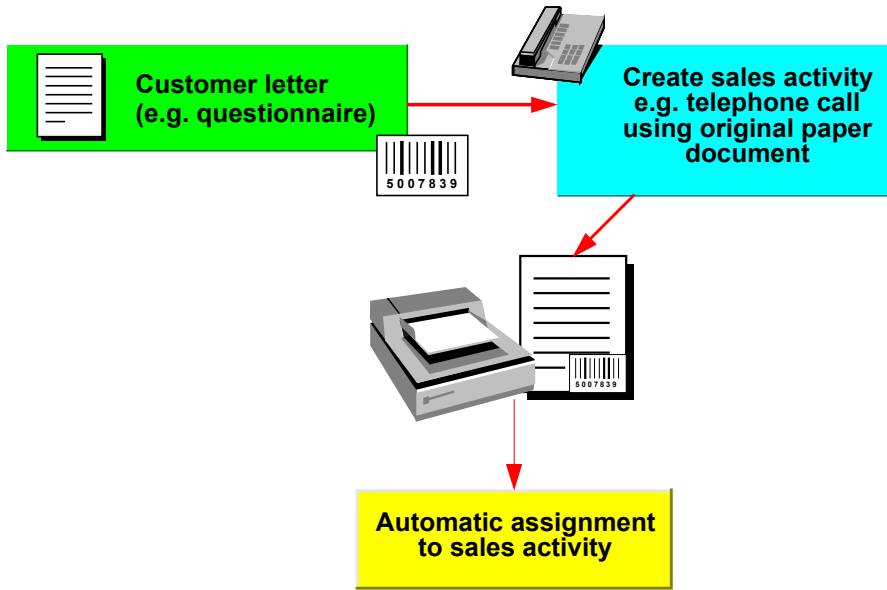 Customer letter
(e.g. questionnaire)
5007839
Create sales activity
e.g. telephone call
using original paper
document
5007839
Automatic assignment
to sales activity